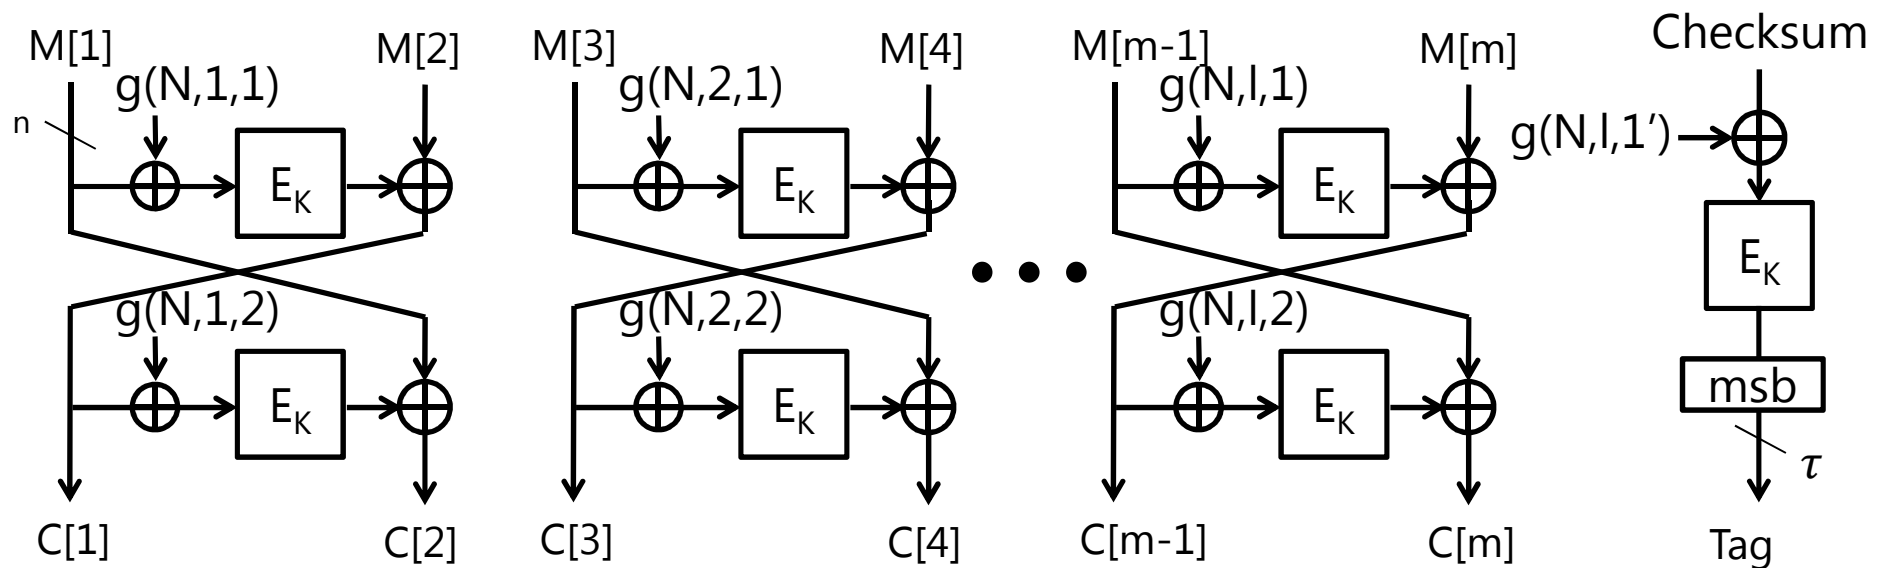 M[1] M[2] M[3] M[4] M[m-1] M[m] Checksum
g(N,1,1) g(N,2,1) g(N,l,1)
n
g(N,l,1′)
E_K E_K E_K
E_K
g(N,1,2) g(N,2,2) g(N,l,2)
msb
E_K E_K E_K
τ
C[1] C[2] C[3] C[4] C[m-1] C[m] Tag